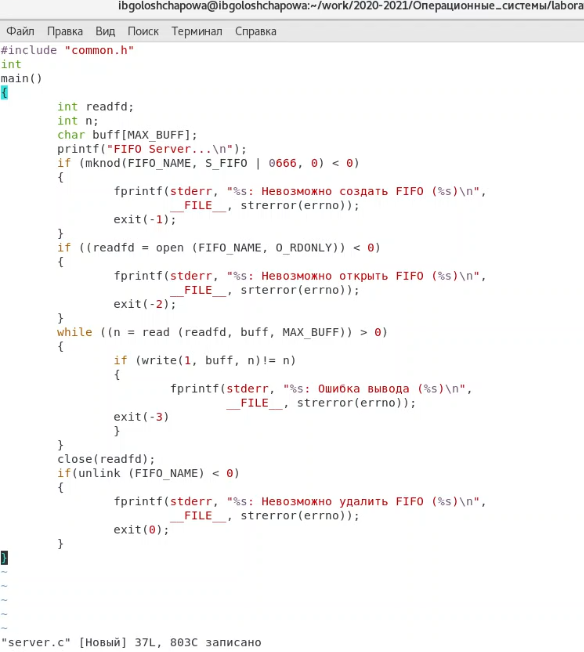 ibgoloshchapowa@ibgoloshchapowa:~/work/2020-2021/Операционные_системы/labora
Файл Правка Вид Поиск Терминал Справка
#include "common.h"
int
main()
{
        int readfd;
        int n;
        char buff[MAX_BUFF];
        printf("FIFO Server...\n");
        if (mknod(FIFO_NAME, S_FIFO | 0666, 0) < 0)
        {
                fprintf(stderr, "%s: Невозможно создать FIFO (%s)\n",
                        __FILE__, strerror(errno));
                exit(-1);
        }
        if ((readfd = open (FIFO_NAME, O_RDONLY)) < 0)
        {
                fprintf(stderr, "%s: Невозможно открыть FIFO (%s)\n",
                        __FILE__, srterror(errno));
                exit(-2);
        }
        while ((n = read (readfd, buff, MAX_BUFF)) > 0)
        {
                if (write(1, buff, n)!= n)
                {
                        fprintf(stderr, "%s: Ошибка вывода (%s)\n",
                                __FILE__, strerror(errno));
                exit(-3)
                }
        }
        close(readfd);
        if(unlink (FIFO_NAME) < 0)
        {
                fprintf(stderr, "%s: Невозможно удалить FIFO (%s)\n",
                        __FILE__, strerror(errno));
                exit(0);
        }
}
~
~
~
~
~
"server.c" [Новый] 37L, 803C записано